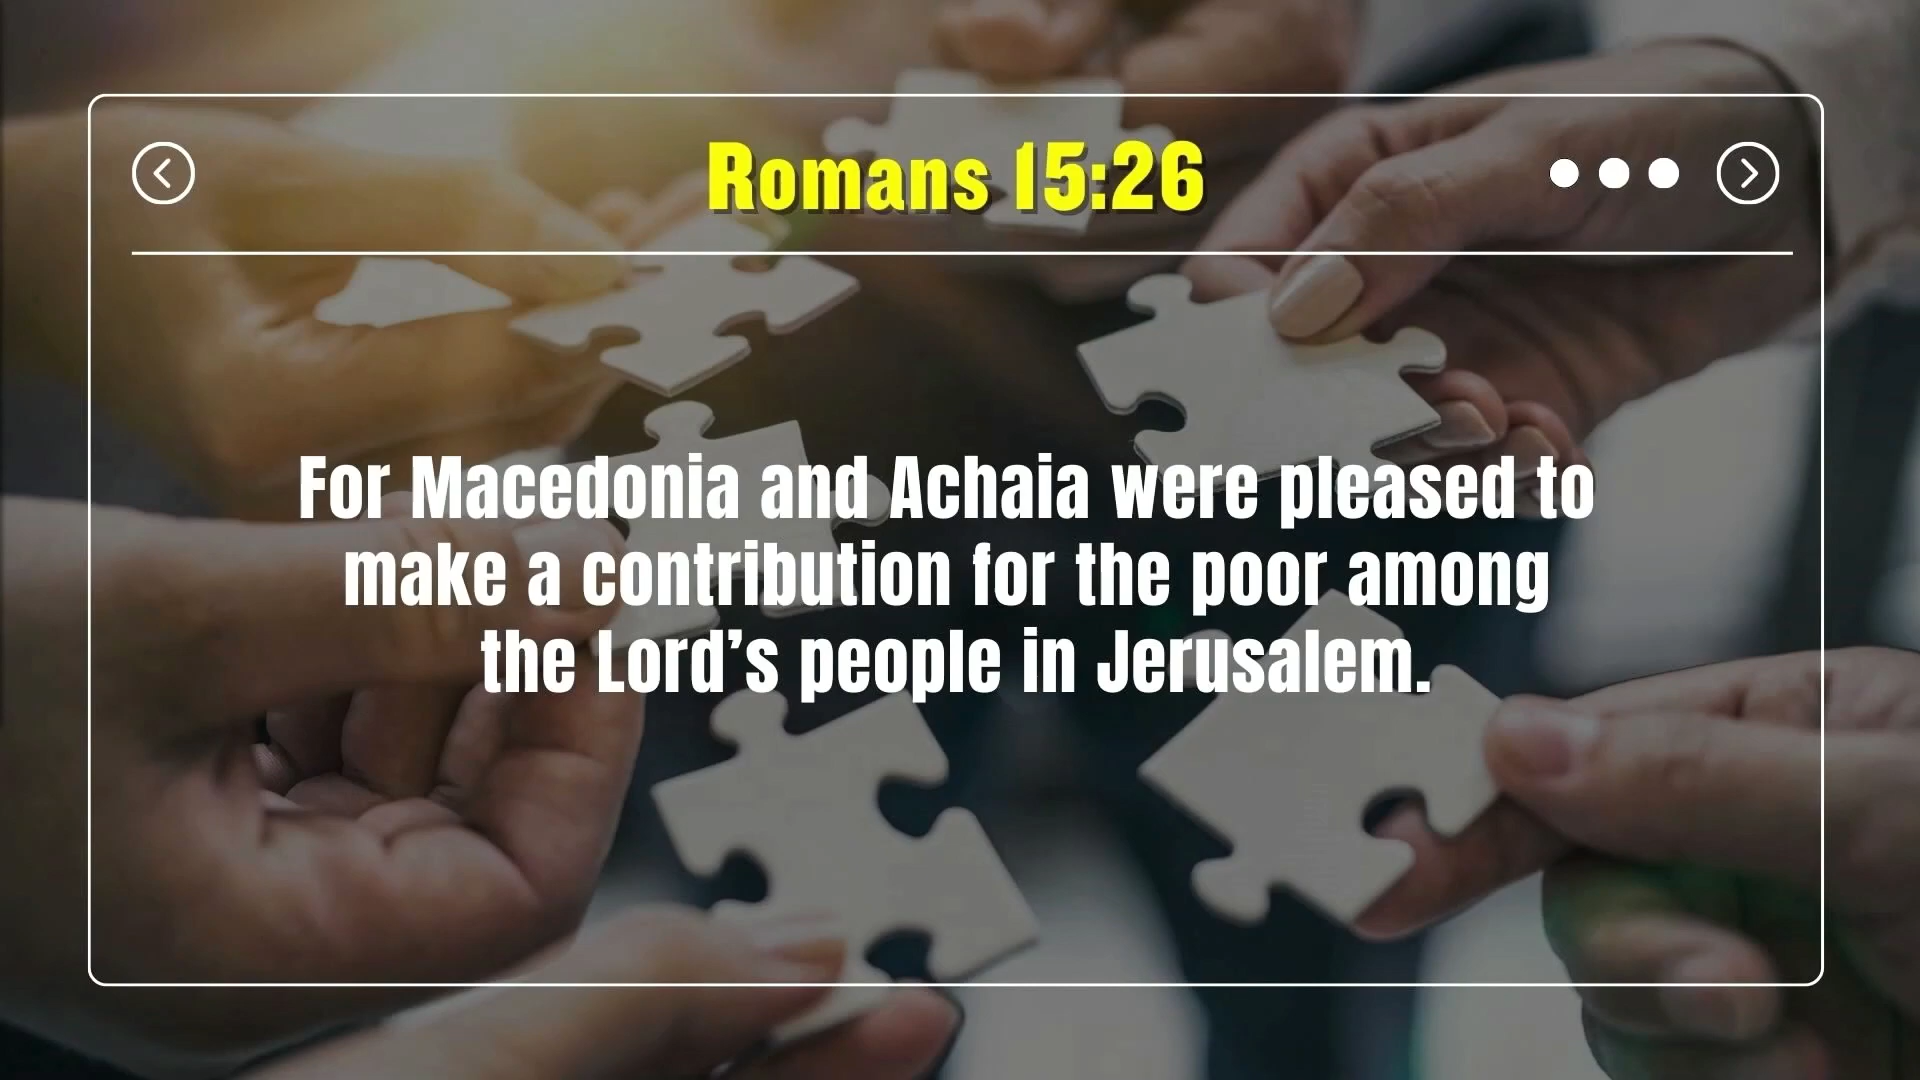 Romans 15:26
For Macedonia and Achaia were pleased to
make a contribution for the poor among
the Lord’s people in Jerusalem.